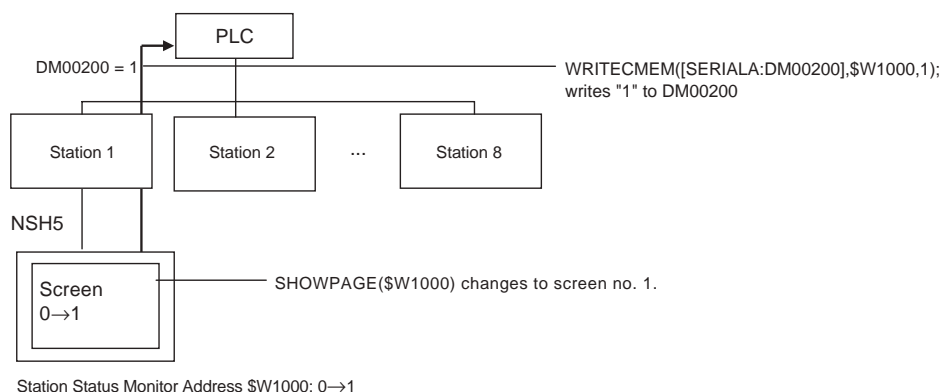 PLC
DM00200 = 1
WRITECMEM([SERIALA:DM00200],$W1000,1);
writes "1" to DM00200
Station 1
Station 2
...
Station 8
NSH5
Screen
0→1
SHOWPAGE($W1000) changes to screen no. 1.
Station Status Monitor Address $W1000: 0→1